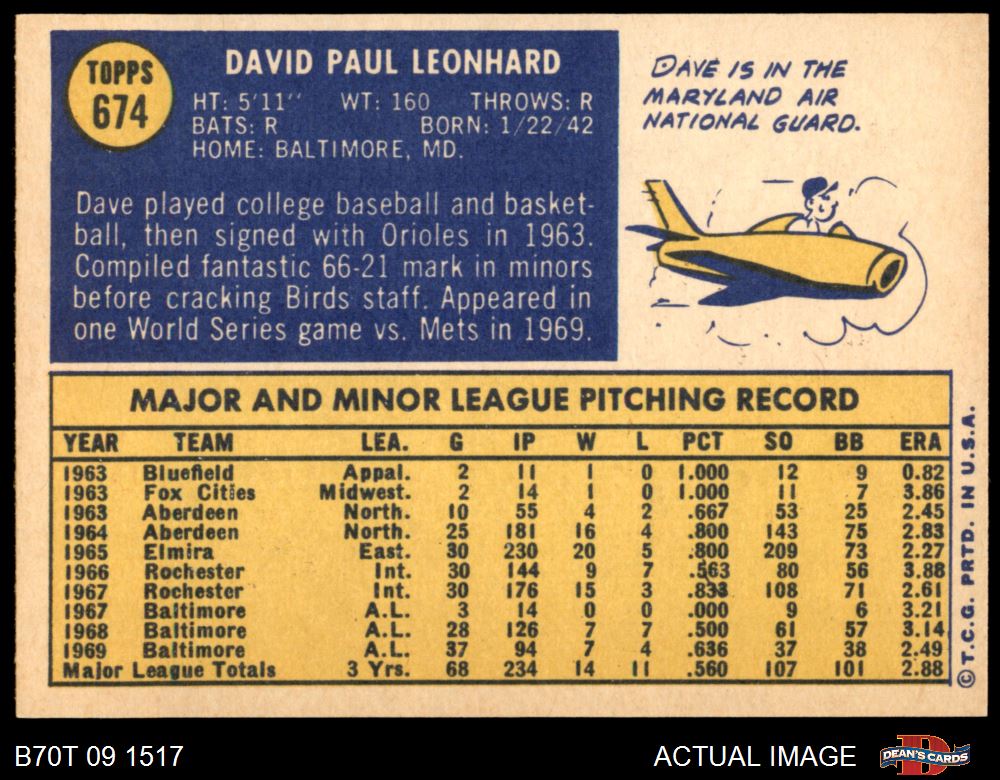 TOPPS
674
DAVID PAUL LEONHARD
HT: 5'11" WT: 160 THROWS: R
BATS: R BORN: 1/22/42
HOME: BALTIMORE, MD.
Dave played college baseball and basket-
ball, then signed with Orioles in 1963.
Compiled fantastic 66-21 mark in minors
before cracking Birds staff. Appeared in
one World Series game vs. Mets in 1969.
DAVE IS IN THE
MARYLAND AIR
NATIONAL GUARD.
MAJOR AND MINOR LEAGUE PITCHING RECORD
YEAR TEAM LEA. G IP W L PCT SO BB ERA
1963 Bluefield Appal. 2 11 1 0 1.000 12 9 0.82
1963 Fox Cities Midwest. 2 14 1 0 1.000 11 7 3.86
1963 Aberdeen North. 10 55 4 2 .667 53 25 2.45
1964 Aberdeen North. 25 181 16 4 .800 143 75 2.83
1965 Elmira East. 30 230 20 5 .800 209 73 2.27
1966 Rochester Int. 30 144 9 7 .563 80 56 3.88
1967 Rochester Int. 30 176 15 3 .833 108 71 2.61
1967 Baltimore A.L. 3 14 0 0 .000 9 6 3.21
1968 Baltimore A.L. 28 126 7 7 .500 61 57 3.14
1969 Baltimore A.L. 37 94 7 4 .636 37 38 2.49
Major League Totals 3 Yrs. 68 234 14 11 .560 107 101 2.88
© T.C.G. PRTD. IN U.S.A.
B70T 09 1517
ACTUAL IMAGE
DEAN'S CARDS